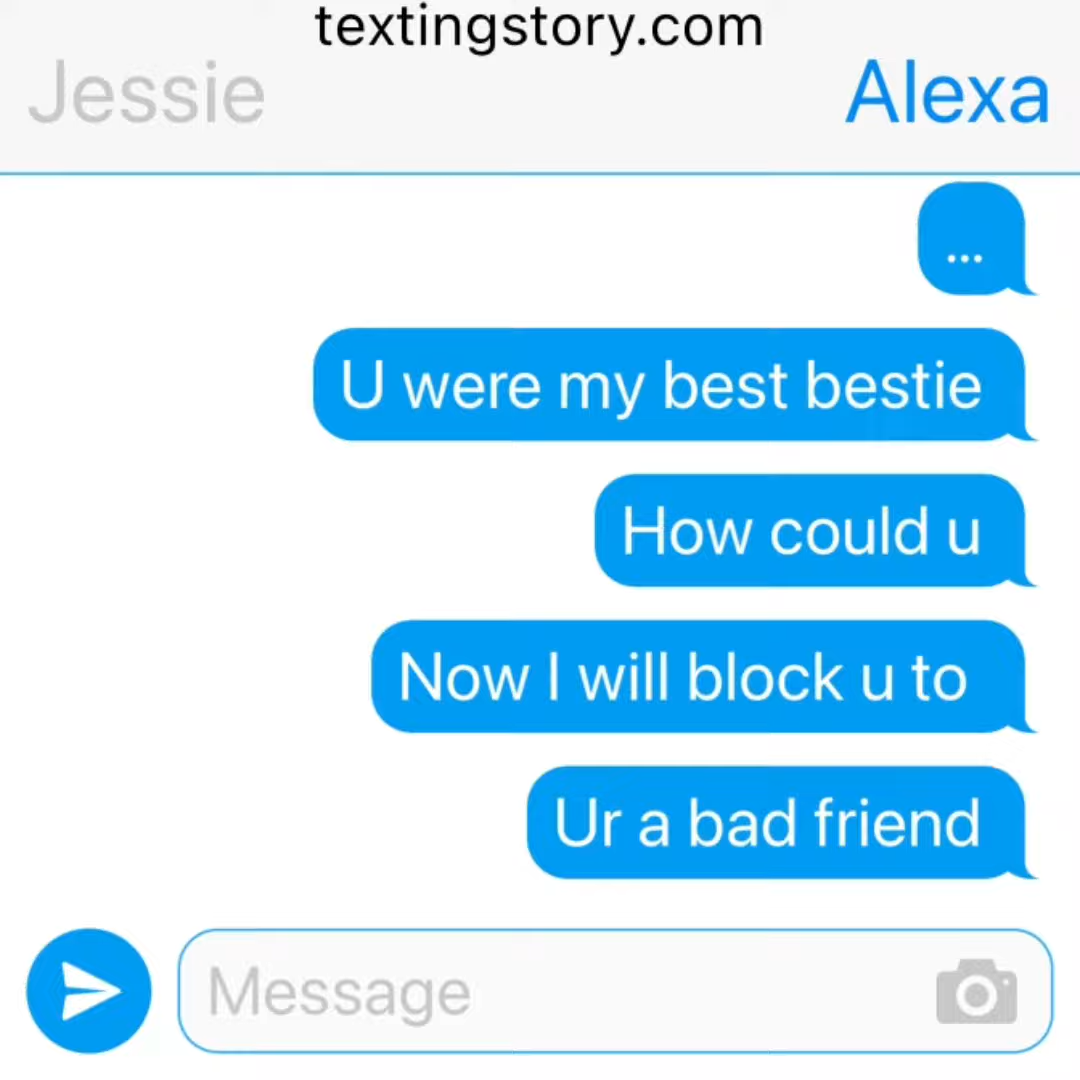 textingstory.com
Jessie Alexa
...
U were my best bestie
How could u
Now I will block u to
Ur a bad friend
Message